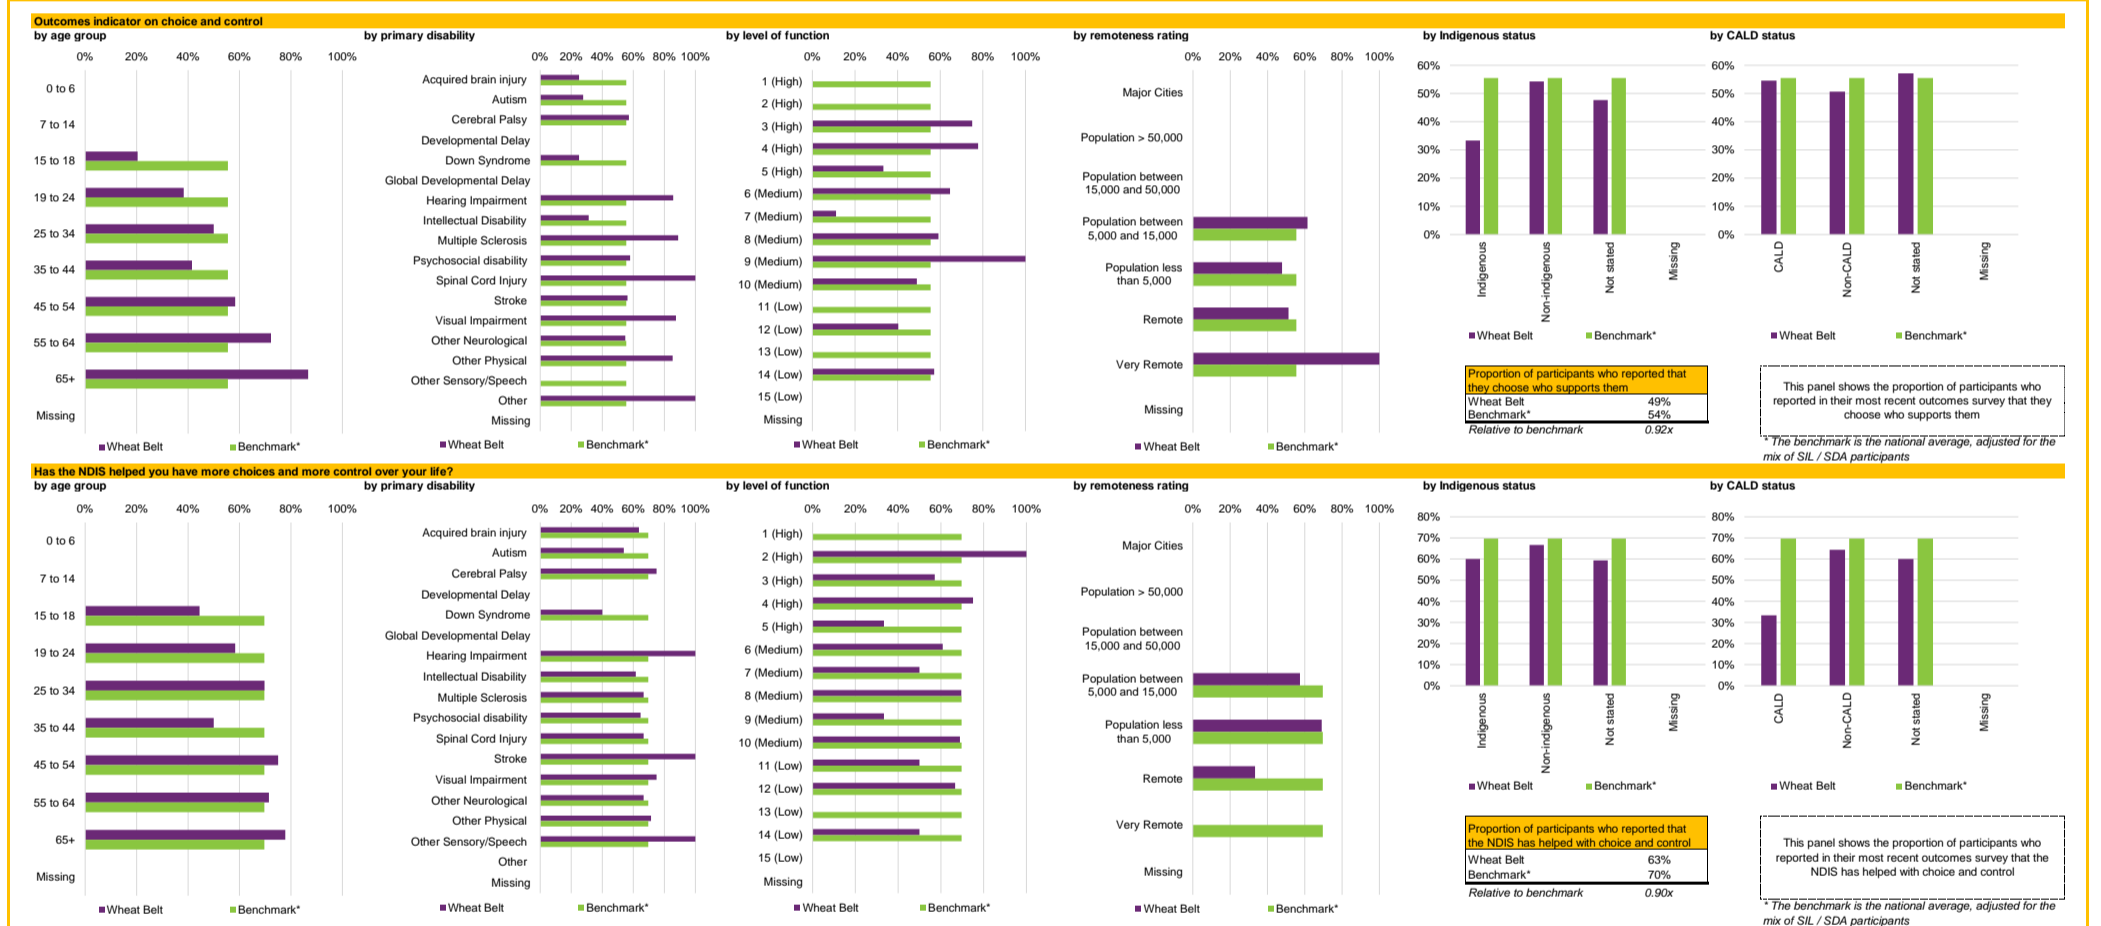 Outcomes indicator on choice and control
by age group
0% 20% 40% 60% 80% 100%
0 to 6
7 to 14
15 to 18
19 to 24
25 to 34
35 to 44
45 to 54
55 to 64
65+
Missing
Wheat Belt Benchmark*
by primary disability
0% 20% 40% 60% 80% 100%
Acquired brain injury
Autism
Cerebral Palsy
Developmental Delay
Down Syndrome
Global Developmental Delay
Hearing Impairment
Intellectual Disability
Multiple Sclerosis
Psychosocial disability
Spinal Cord Injury
Stroke
Visual Impairment
Other Neurological
Other Physical
Other Sensory/Speech
Other
Missing
Wheat Belt Benchmark*
by level of function
0% 20% 40% 60% 80% 100%
1 (High)
2 (High)
3 (High)
4 (High)
5 (High)
6 (Medium)
7 (Medium)
8 (Medium)
9 (Medium)
10 (Medium)
11 (Low)
12 (Low)
13 (Low)
14 (Low)
15 (Low)
Missing
Wheat Belt Benchmark*
by remoteness rating
0% 20% 40% 60% 80% 100%
Major Cities
Population > 50,000
Population between
15,000 and 50,000
Population between
5,000 and 15,000
Population less
than 5,000
Remote
Very Remote
Missing
Wheat Belt Benchmark*
by Indigenous status
60%
50%
40%
30%
20%
10%
0%
Indigenous
Non-indigenous
Not stated
Missing
Wheat Belt Benchmark*
by CALD status
60%
50%
40%
30%
20%
10%
0%
CALD
Non-CALD
Not stated
Missing
Wheat Belt Benchmark*
Proportion of participants who reported that
they choose who supports them
Wheat Belt 49%
Benchmark* 54%
Relative to benchmark 0.92x
This panel shows the proportion of participants who
reported in their most recent outcomes survey that they
choose who supports them
* The benchmark is the national average, adjusted for the
mix of SIL / SDA participants
Has the NDIS helped you have more choices and more control over your life?
by age group
0% 20% 40% 60% 80% 100%
0 to 6
7 to 14
15 to 18
19 to 24
25 to 34
35 to 44
45 to 54
55 to 64
65+
Missing
Wheat Belt Benchmark*
by primary disability
0% 20% 40% 60% 80% 100%
Acquired brain injury
Autism
Cerebral Palsy
Developmental Delay
Down Syndrome
Global Developmental Delay
Hearing Impairment
Intellectual Disability
Multiple Sclerosis
Psychosocial disability
Spinal Cord Injury
Stroke
Visual Impairment
Other Neurological
Other Physical
Other Sensory/Speech
Other
Missing
Wheat Belt Benchmark*
by level of function
0% 20% 40% 60% 80% 100%
1 (High)
2 (High)
3 (High)
4 (High)
5 (High)
6 (Medium)
7 (Medium)
8 (Medium)
9 (Medium)
10 (Medium)
11 (Low)
12 (Low)
13 (Low)
14 (Low)
15 (Low)
Missing
Wheat Belt Benchmark*
by remoteness rating
0% 20% 40% 60% 80% 100%
Major Cities
Population > 50,000
Population between
15,000 and 50,000
Population between
5,000 and 15,000
Population less
than 5,000
Remote
Very Remote
Missing
Wheat Belt Benchmark*
by Indigenous status
80%
70%
60%
50%
40%
30%
20%
10%
0%
Indigenous
Non-indigenous
Not stated
Missing
Wheat Belt Benchmark*
by CALD status
80%
70%
60%
50%
40%
30%
20%
10%
0%
CALD
Non-CALD
Not stated
Missing
Wheat Belt Benchmark*
Proportion of participants who reported that
the NDIS has helped with choice and control
Wheat Belt 63%
Benchmark* 70%
Relative to benchmark 0.90x
This panel shows the proportion of participants who
reported in their most recent outcomes survey that the
NDIS has helped with choice and control
* The benchmark is the national average, adjusted for the
mix of SIL / SDA participants